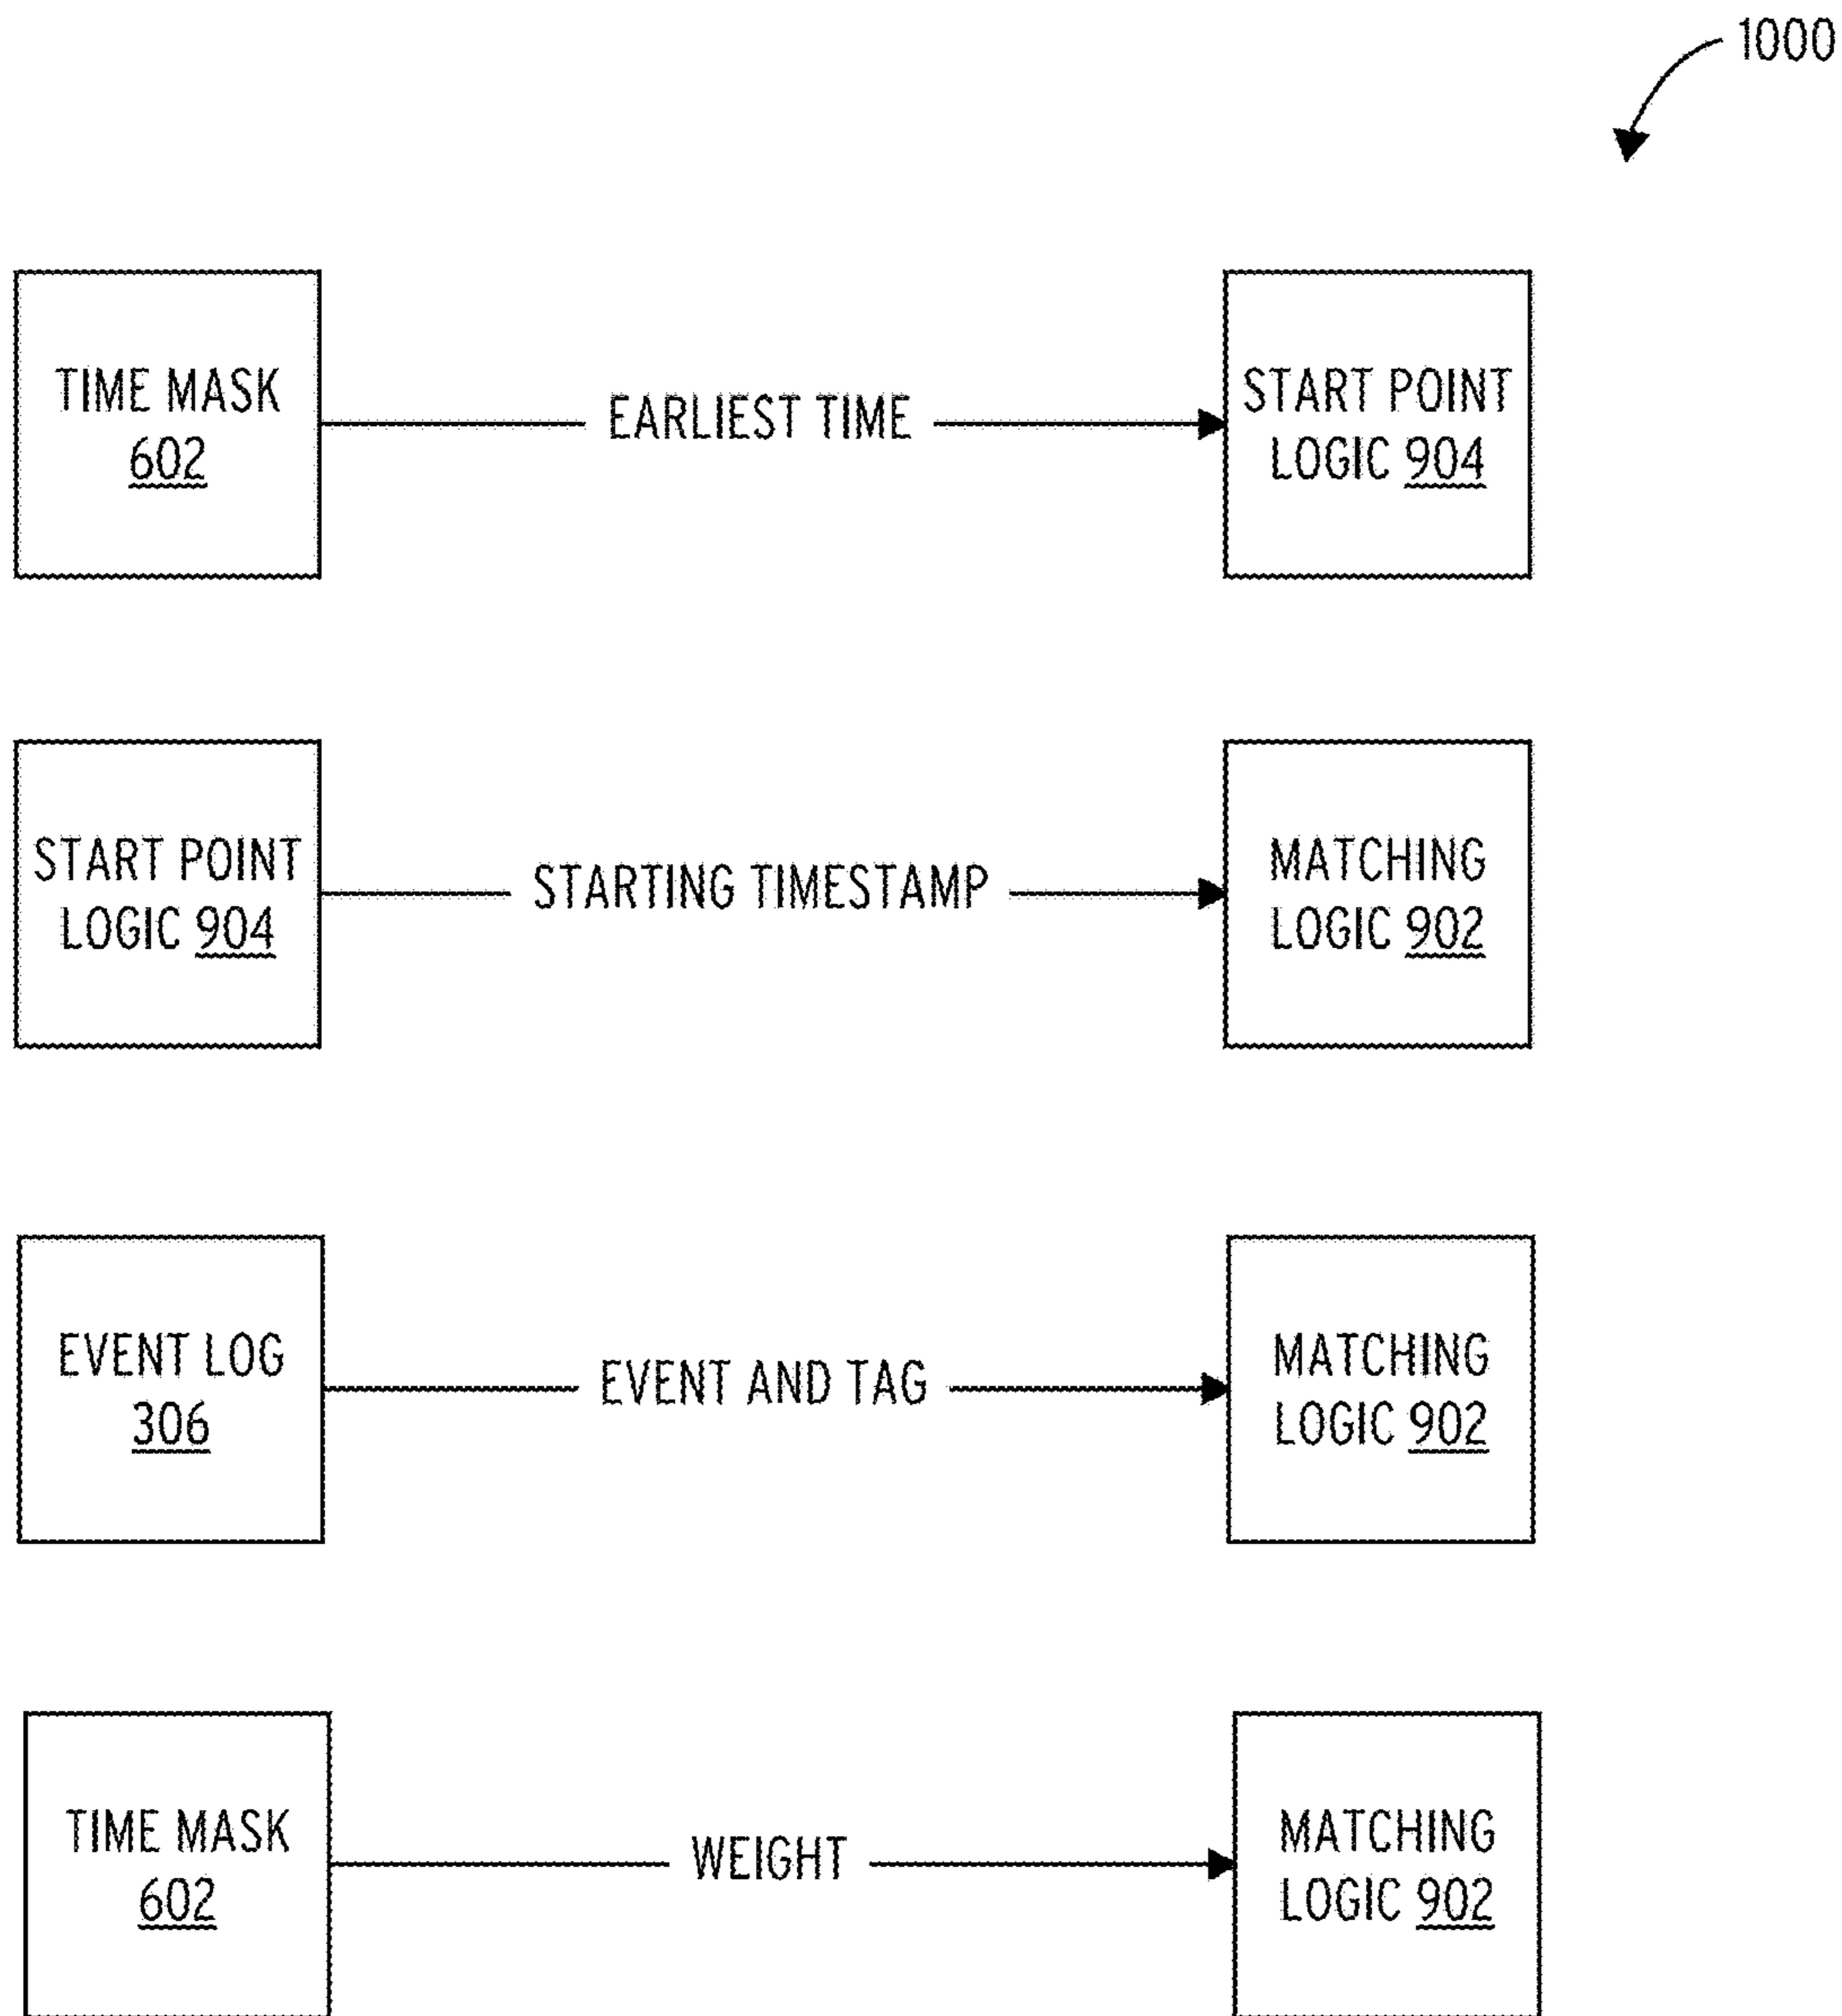 1000
TIME MASK
602
EARLIEST TIME
START POINT
LOGIC 904
START POINT
LOGIC 904
STARTING TIMESTAMP
MATCHING
LOGIC 902
EVENT LOG
306
EVENT AND TAG
MATCHING
LOGIC 902
TIME MASK
602
WEIGHT
MATCHING
LOGIC 902